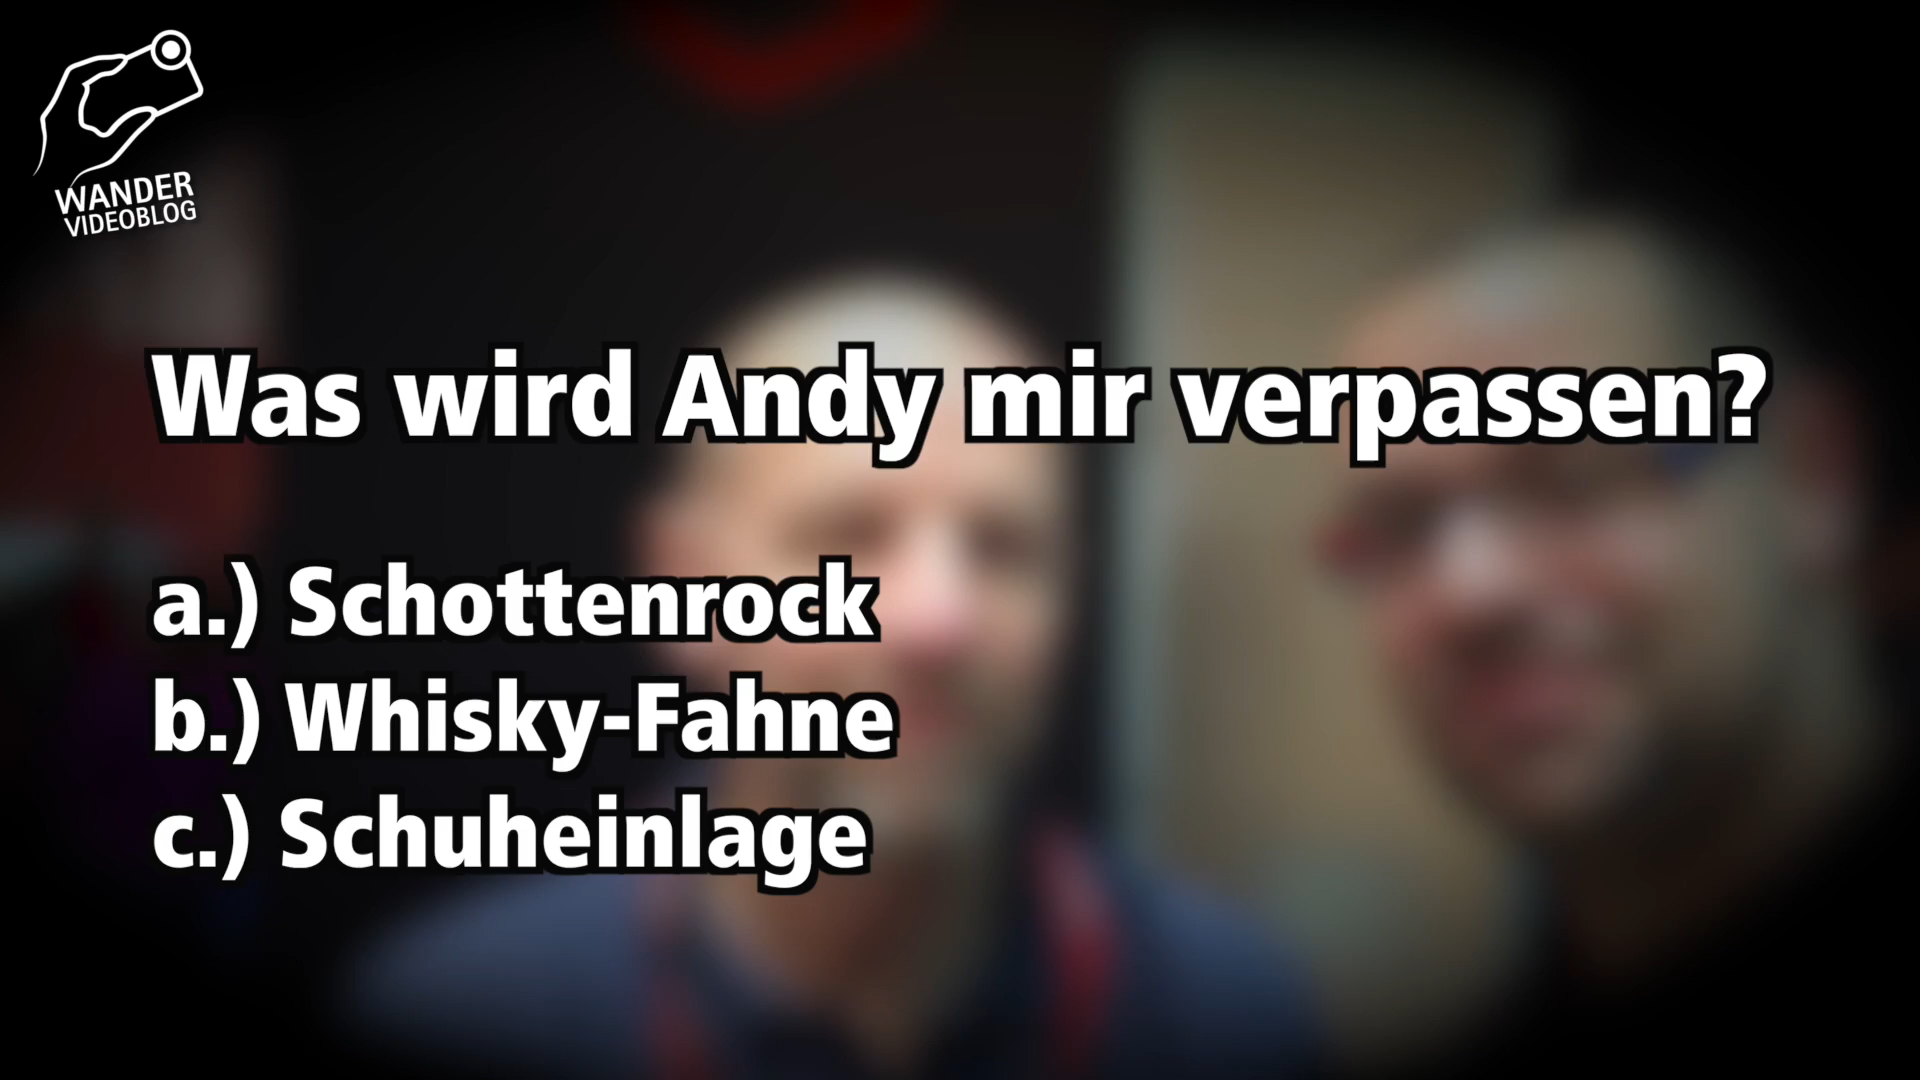 WANDER
VIDEOBLOG
Was wird Andy mir verpassen?
a.) Schottenrock
b.) Whisky-Fahne
c.) Schuheinlage